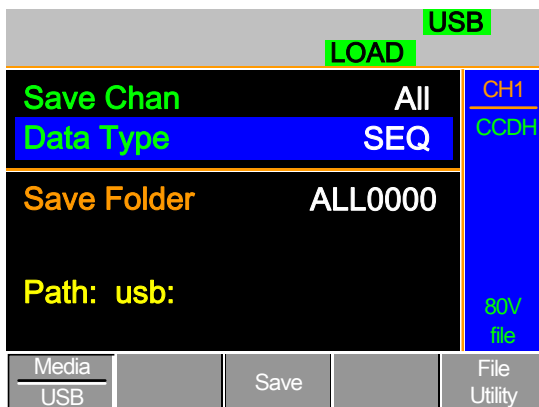 USB
LOAD
Save Chan All
Data Type SEQ
Save Folder ALL0000
Path: usb:
CH1
CCDH
80V
file
Media
USB
Save
File
Utility